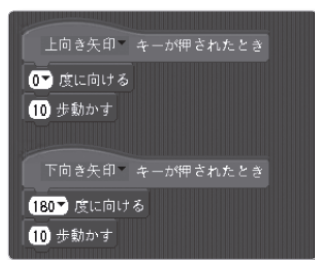 上向き矢印 キーが押されたとき
0 度に向ける
10 歩動かす
下向き矢印 キーが押されたとき
180 度に向ける
10 歩動かす